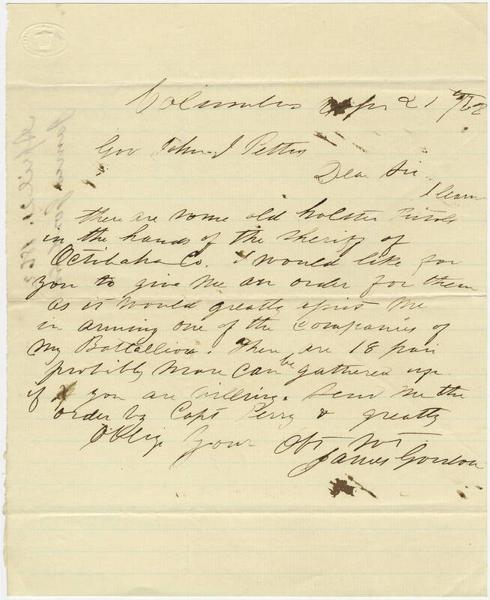 Columbus Apr 21st /62
Gov John J Pettus
Dear Sir
I learn
there are some old holster Pistols
in the hands of the Sheriff of
Octibaha Co. I would like for
you to give me an order for them
as it would greatly assist me
in arming one of the companies of
my Battallion. There are 18 pair
probibly more can be gathered up
if you are willing. Send me the
order by Capt Perry & greatly
Oblige Your Obt Svt
James Gordon